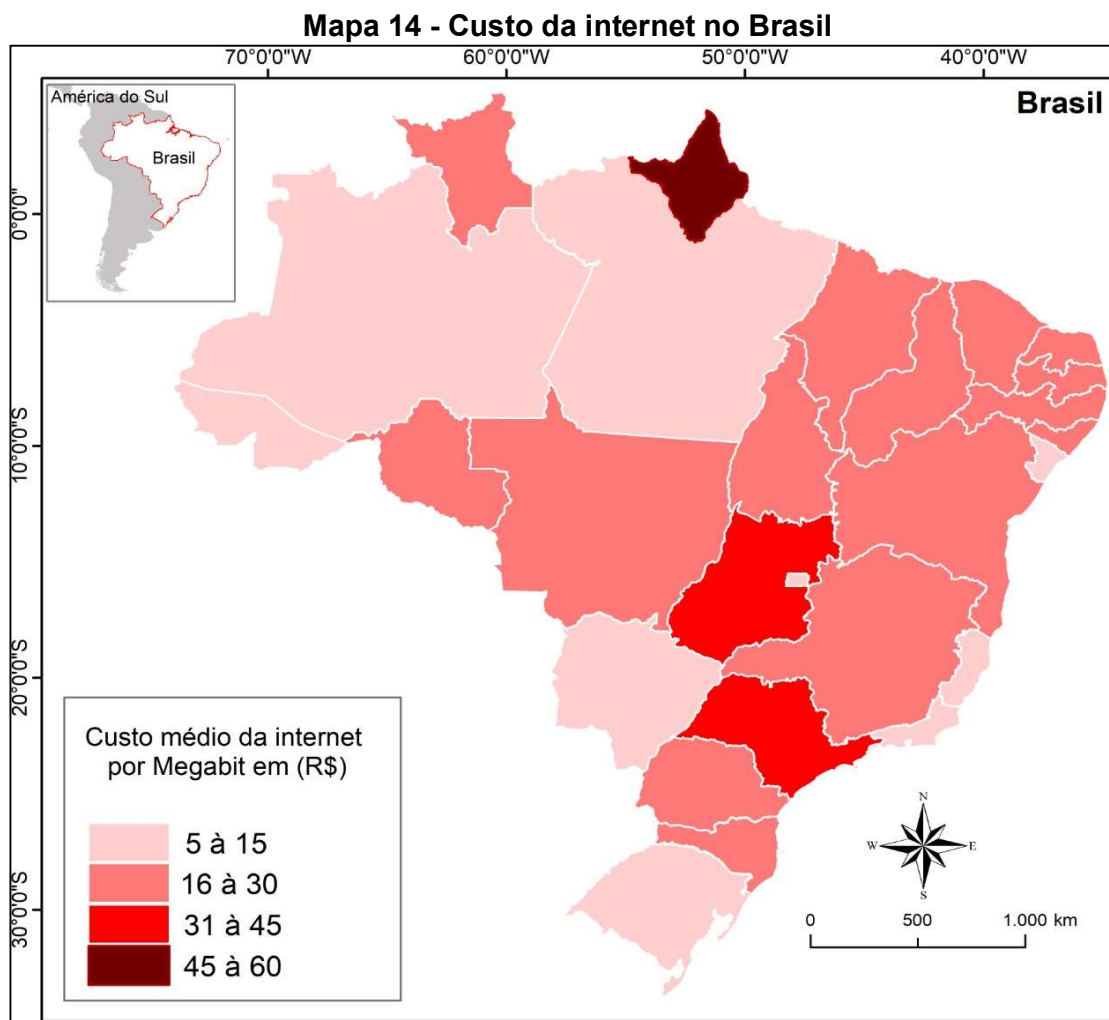 Mapa 14 - Custo da internet no Brasil
70°0'0"W 60°0'0"W 50°0'0"W 40°0'0"W
América do Sul
Brasil
Brasil
0°0'0"
10°0'0"S
20°0'0"S
30°0'0"S
Custo médio da internet
por Megabit em (R$)
5 à 15
16 à 30
31 à 45
45 à 60
N
W E
S
0 500 1.000 km